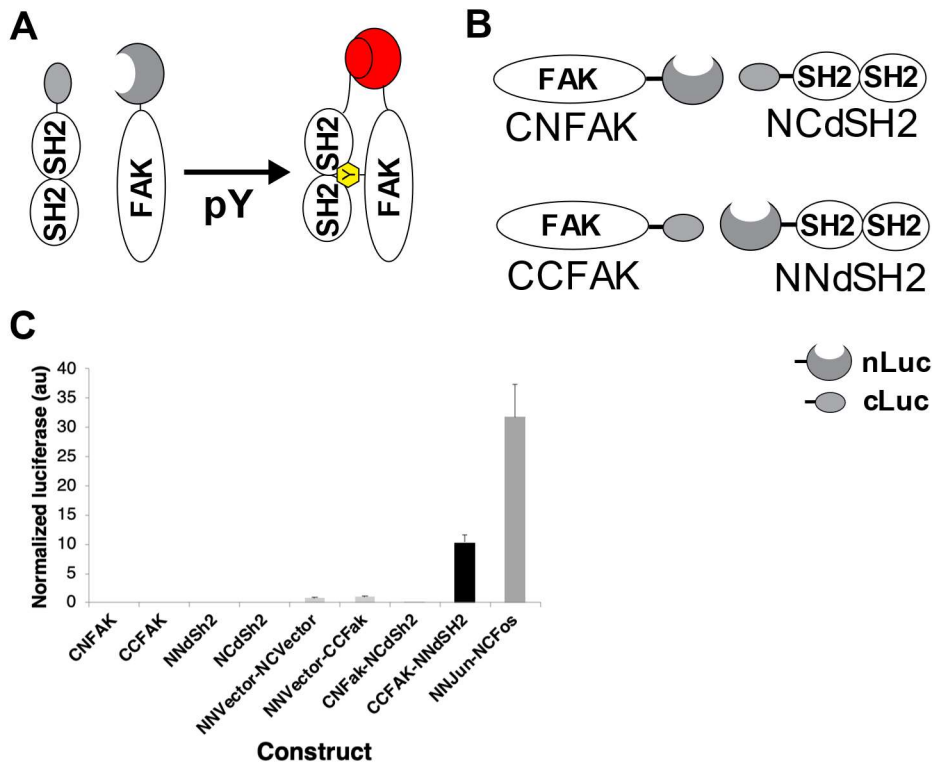 A
SH2
SH2
FAK
pY
SH2
SH2
Y
FAK
B
FAK
SH2 SH2
CNFAK
NCdSH2
FAK
SH2 SH2
CCFAK
NNdSH2
nLuc
cLuc
C
Normalized luciferase (au)
40
35
30
25
20
15
10
5
0
CNFAK
CCFAK
NNdSh2
NCdSh2
NNVector-NCVector
NNVector-CCFak
CNFak-NCdSh2
CCFAK-NNdSH2
NNJun-NCFos
Construct